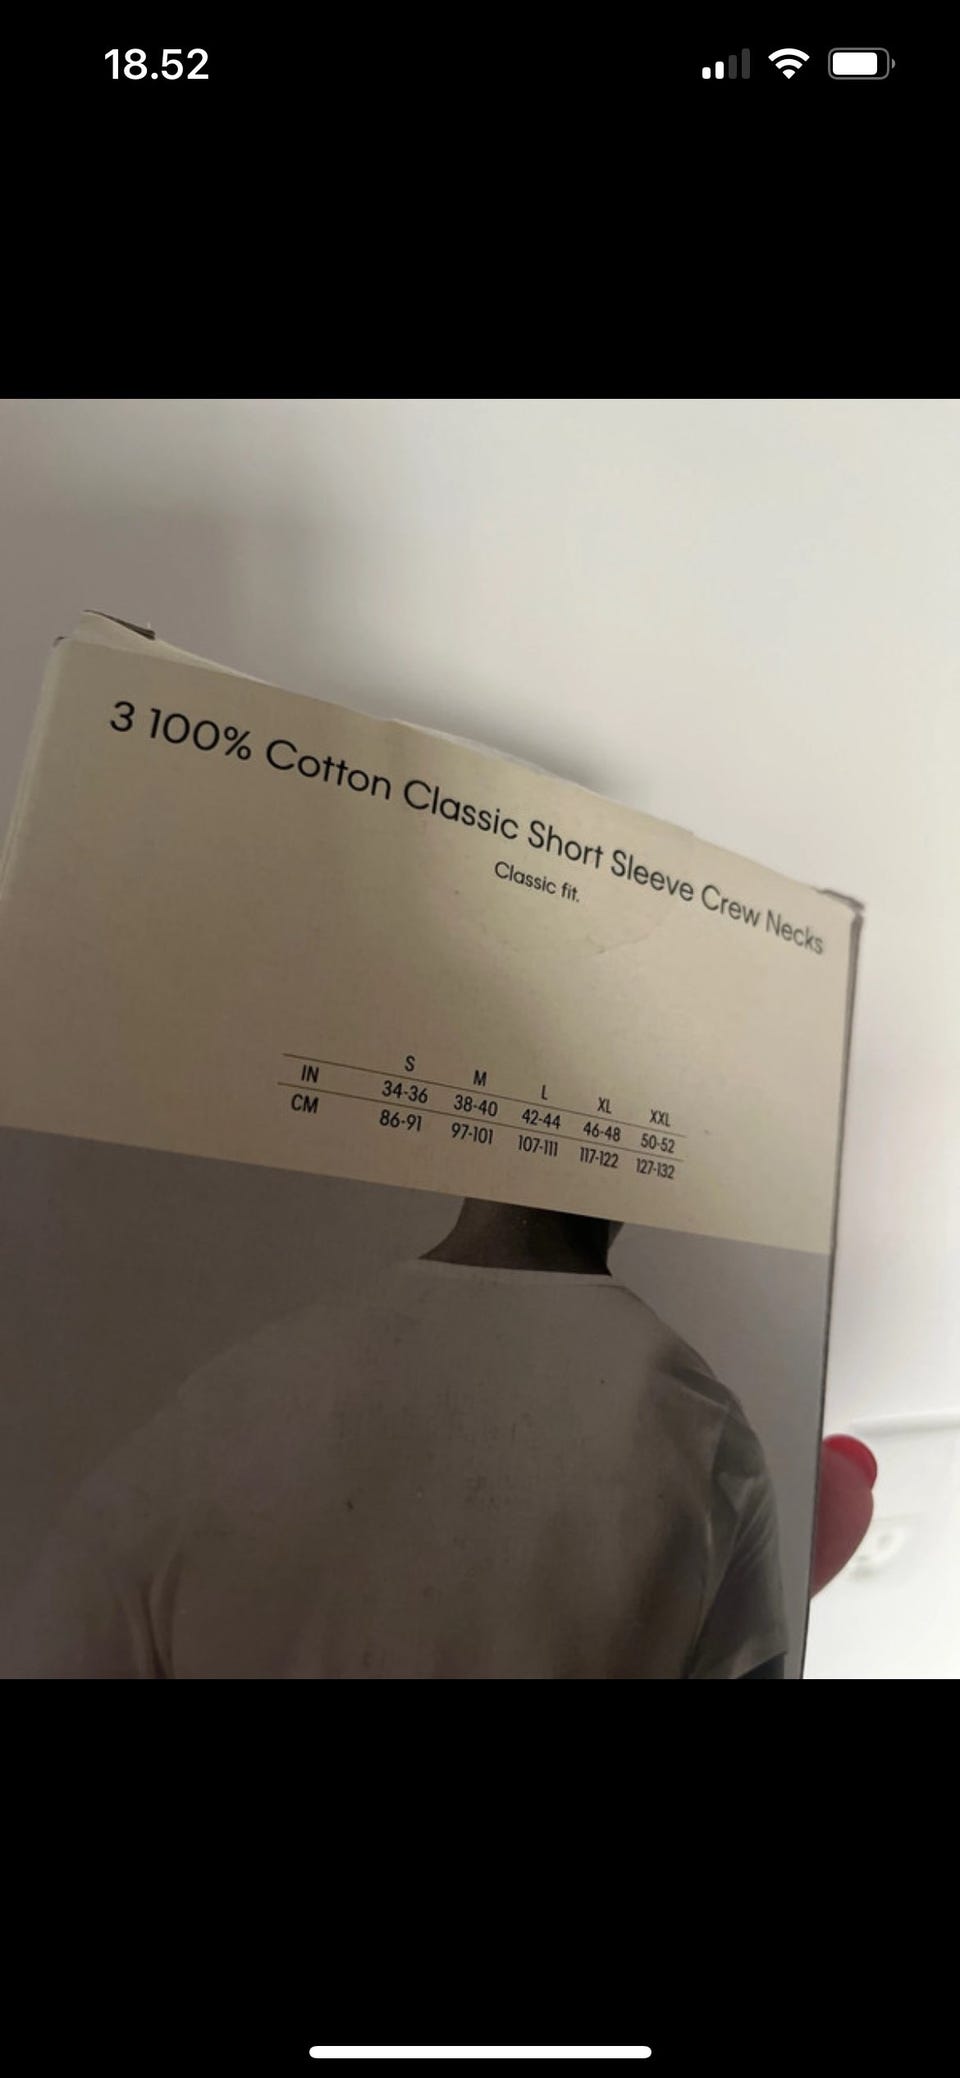 18.52
3 100% Cotton Classic Short Sleeve Crew Necks
Classic fit.
S M L XL XXL
IN 34-36 38-40 42-44 46-48 50-52
CM 86-91 97-101 107-111 117-122 127-132